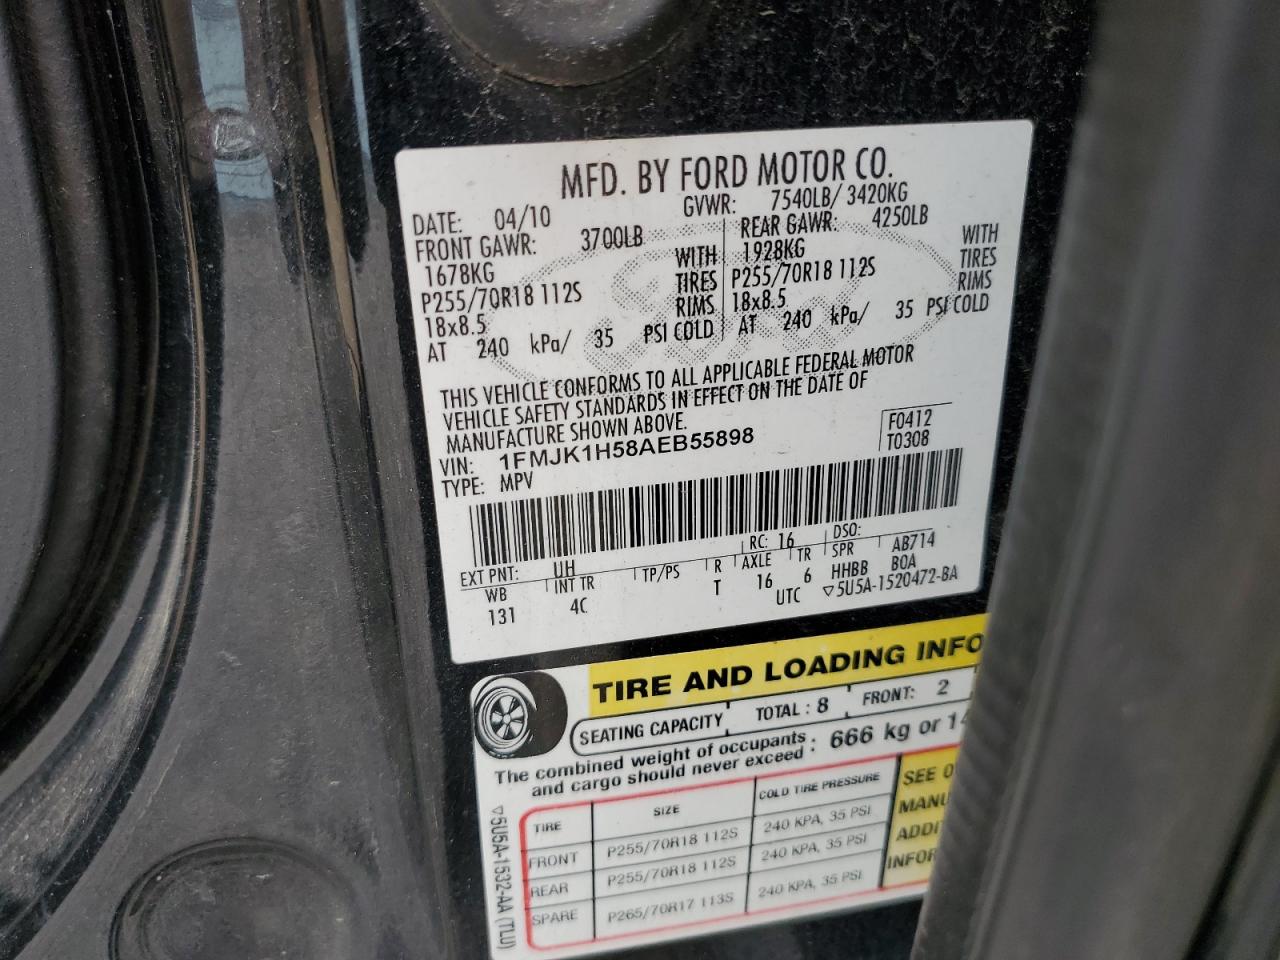 MFD. BY FORD MOTOR CO.
DATE: 04/10 GVWR: 7540LB/ 3420KG
FRONT GAWR: 3700LB REAR GAWR: 4250LB
1678KG WITH 1928KG WITH
P255/70R18 112S TIRES P255/70R18 112S TIRES
18x8.5 RIMS 18x8.5 RIMS
AT 240 kPa/ 35 PSI COLD AT 240 kPa/ 35 PSI COLD
THIS VEHICLE CONFORMS TO ALL APPLICABLE FEDERAL MOTOR
VEHICLE SAFETY STANDARDS IN EFFECT ON THE DATE OF
MANUFACTURE SHOWN ABOVE. F0412
VIN: 1FMJK1H58AEB55898 T0308
TYPE: MPV
EXT PNT: UH RC: 16 DSO:
WB INT TR TP/PS R AXLE TR SPR AB714
131 4C T 16 6 HHBB B0A
UTC ▽5U5A-1520472-BA
TIRE AND LOADING INFO
SEATING CAPACITY TOTAL : 8 FRONT: 2
The combined weight of occupants : 666 kg or 14
and cargo should never exceed
TIRE SIZE COLD TIRE PRESSURE
FRONT P255/70R18 112S 240 KPA, 35 PSI
REAR P255/70R18 112S 240 KPA, 35 PSI
SPARE P265/70R17 113S 240 KPA, 35 PSI
SEE O
MANU
ADDIT
INFOR
▽5U5A-1532-AA (TLU)